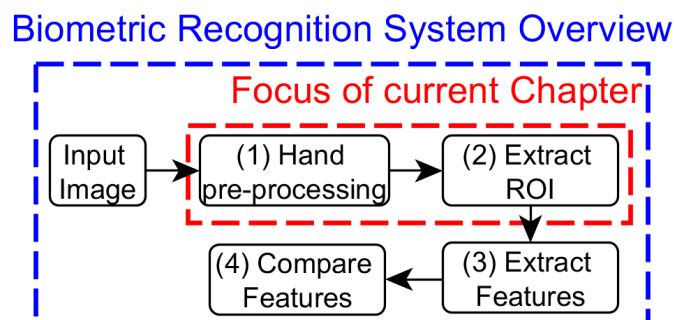 Biometric Recognition System Overview
Focus of current Chapter
Input
Image
(1) Hand
pre-processing
(2) Extract
ROI
(4) Compare
Features
(3) Extract
Features